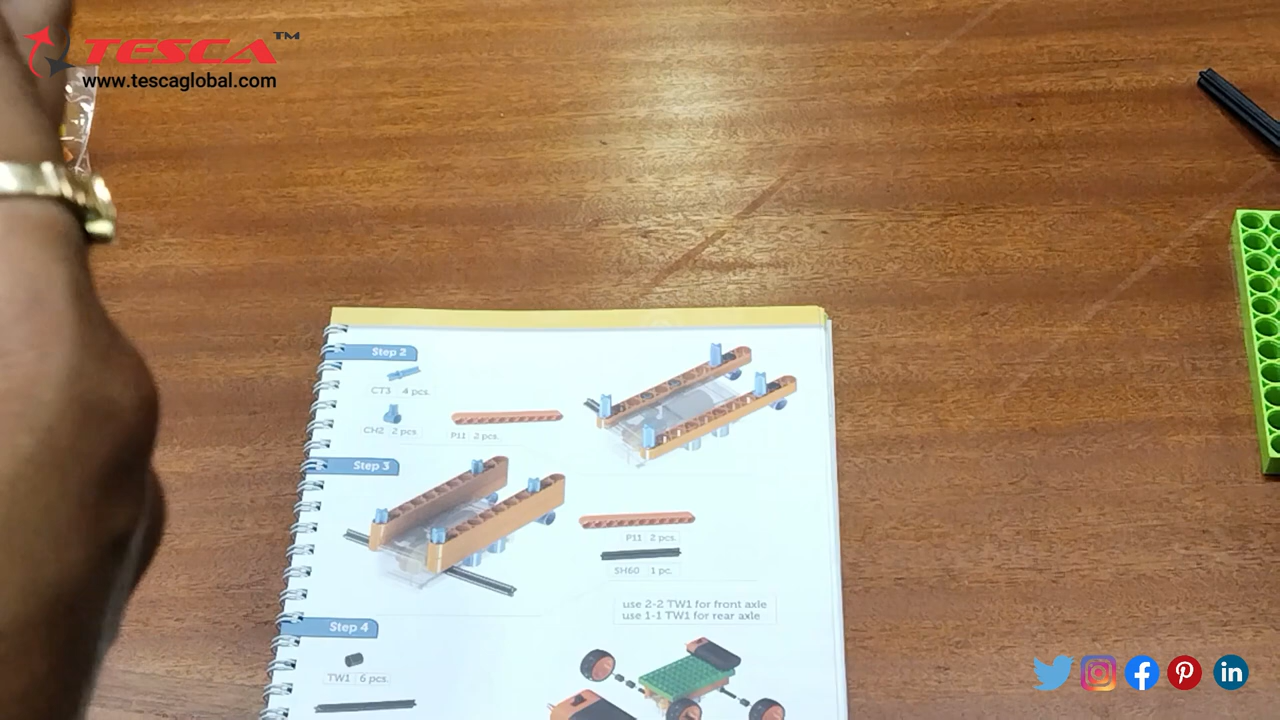 TESCA™
www.tescaglobal.com
Step 2
CT3 4 pcs.
CH2 2 pcs.
P11 2 pcs.
Step 3
P11 2 pcs.
SH60 1 pc.
use 2-2 TW1 for front axle
use 1-1 TW1 for rear axle
Step 4
TW1 6 pcs.